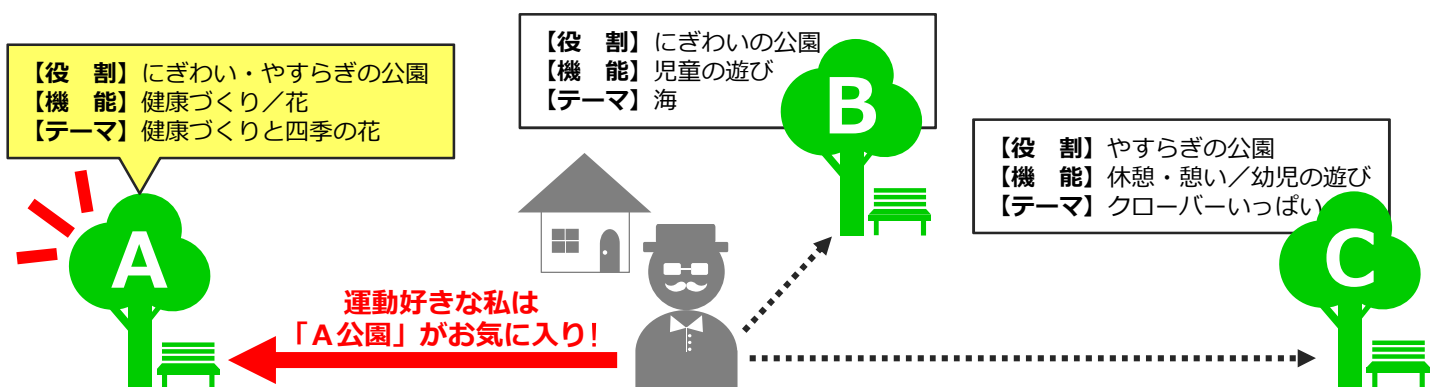 【役　割】にぎわい・やすらぎの公園
【機　能】健康づくり／花
【テーマ】健康づくりと四季の花
A
【役　割】にぎわいの公園
【機　能】児童の遊び
【テーマ】海
B
【役　割】やすらぎの公園
【機　能】休憩・憩い／幼児の遊び
【テーマ】クローバーいっぱい
C
運動好きな私は
「Ａ公園」がお気に入り！